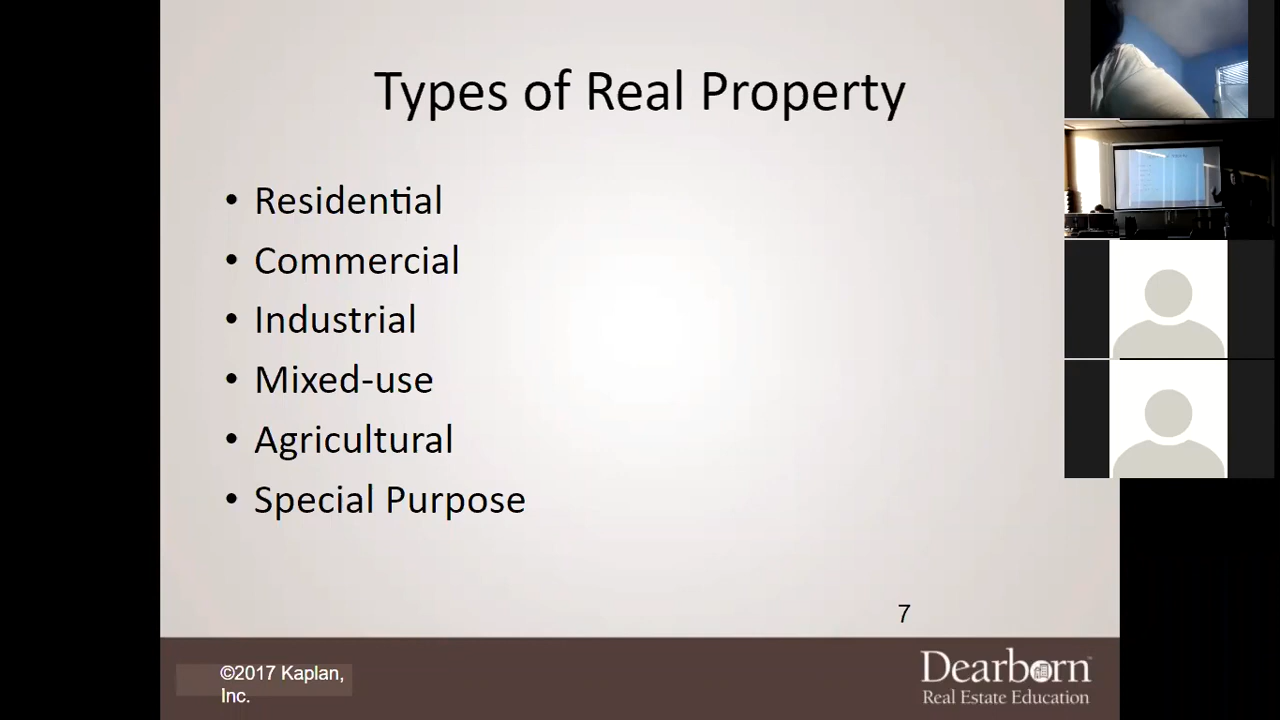 Types of Real Property
• Residential
• Commercial
• Industrial
• Mixed-use
• Agricultural
• Special Purpose
7
©2017 Kaplan,
Inc.
Dearborn™
Real Estate Education